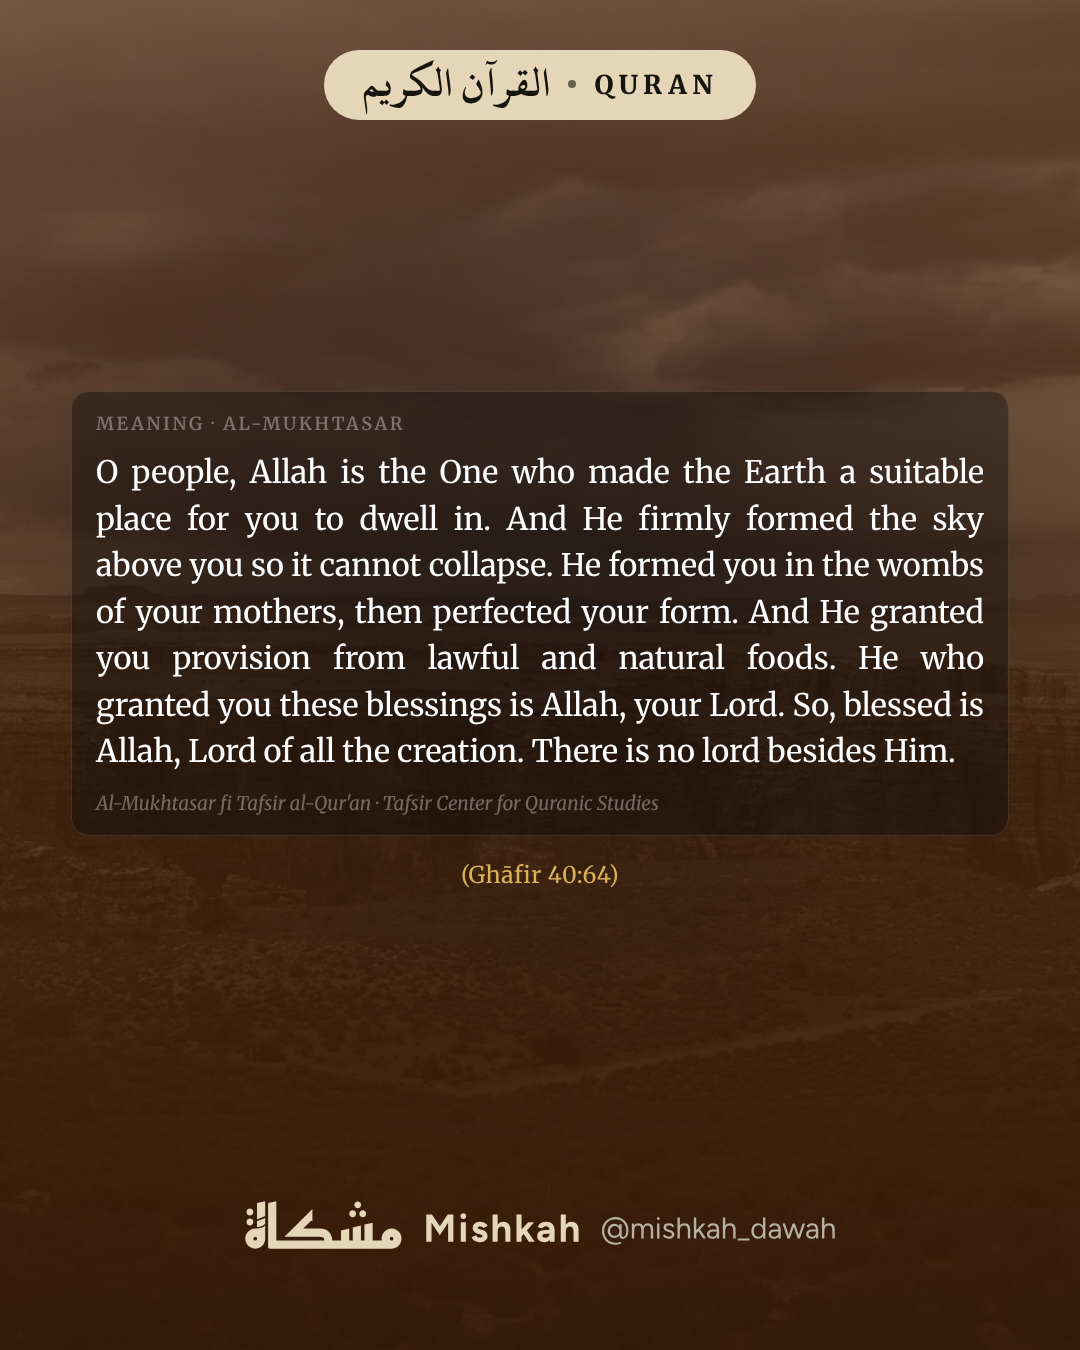 القرآن الكريم • QURAN
MEANING · AL-MUKHTASAR
O people, Allah is the One who made the Earth a suitable
place for you to dwell in. And He firmly formed the sky
above you so it cannot collapse. He formed you in the wombs
of your mothers, then perfected your form. And He granted
you provision from lawful and natural foods. He who
granted you these blessings is Allah, your Lord. So, blessed is
Allah, Lord of all the creation. There is no lord besides Him.
Al-Mukhtasar fi Tafsir al-Qur'an · Tafsir Center for Quranic Studies
(Ghāfir 40:64)
مشكاة Mishkah @mishkah_dawah